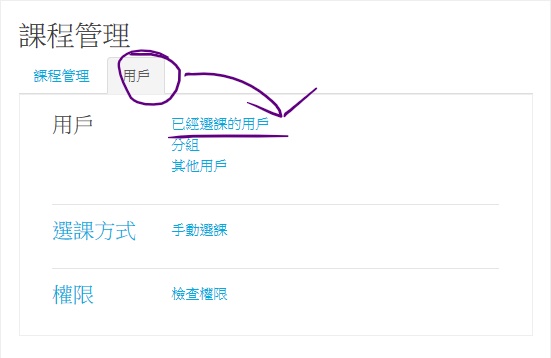 課程管理
課程管理 用戶
用戶 已經選課的用戶
分組
其他用戶
選課方式 手動選課
權限 檢查權限